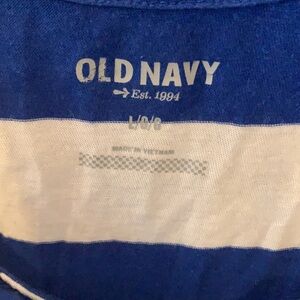 OLD NAVY
Est. 1994
L/G/G
MADE IN VIETNAM